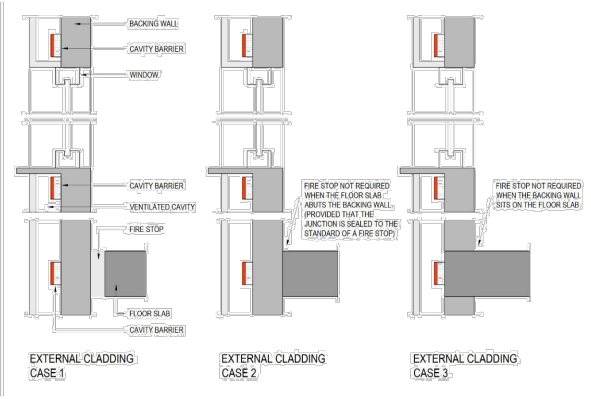 BACKING WALL
CAVITY BARRIER
WINDOW
CAVITY BARRIER
VENTILATED CAVITY
FIRE STOP
FLOOR SLAB
CAVITY BARRIER
EXTERNAL CLADDING
CASE 1
FIRE STOP NOT REQUIRED
WHEN THE FLOOR SLAB
ABUTS THE BACKING WALL
(PROVIDED THAT THE
JUNCTION IS SEALED TO THE
STANDARD OF A FIRE STOP)
EXTERNAL CLADDING
CASE 2
FIRE STOP NOT REQUIRED
WHEN THE BACKING WALL
SITS ON THE FLOOR SLAB
EXTERNAL CLADDING
CASE 3